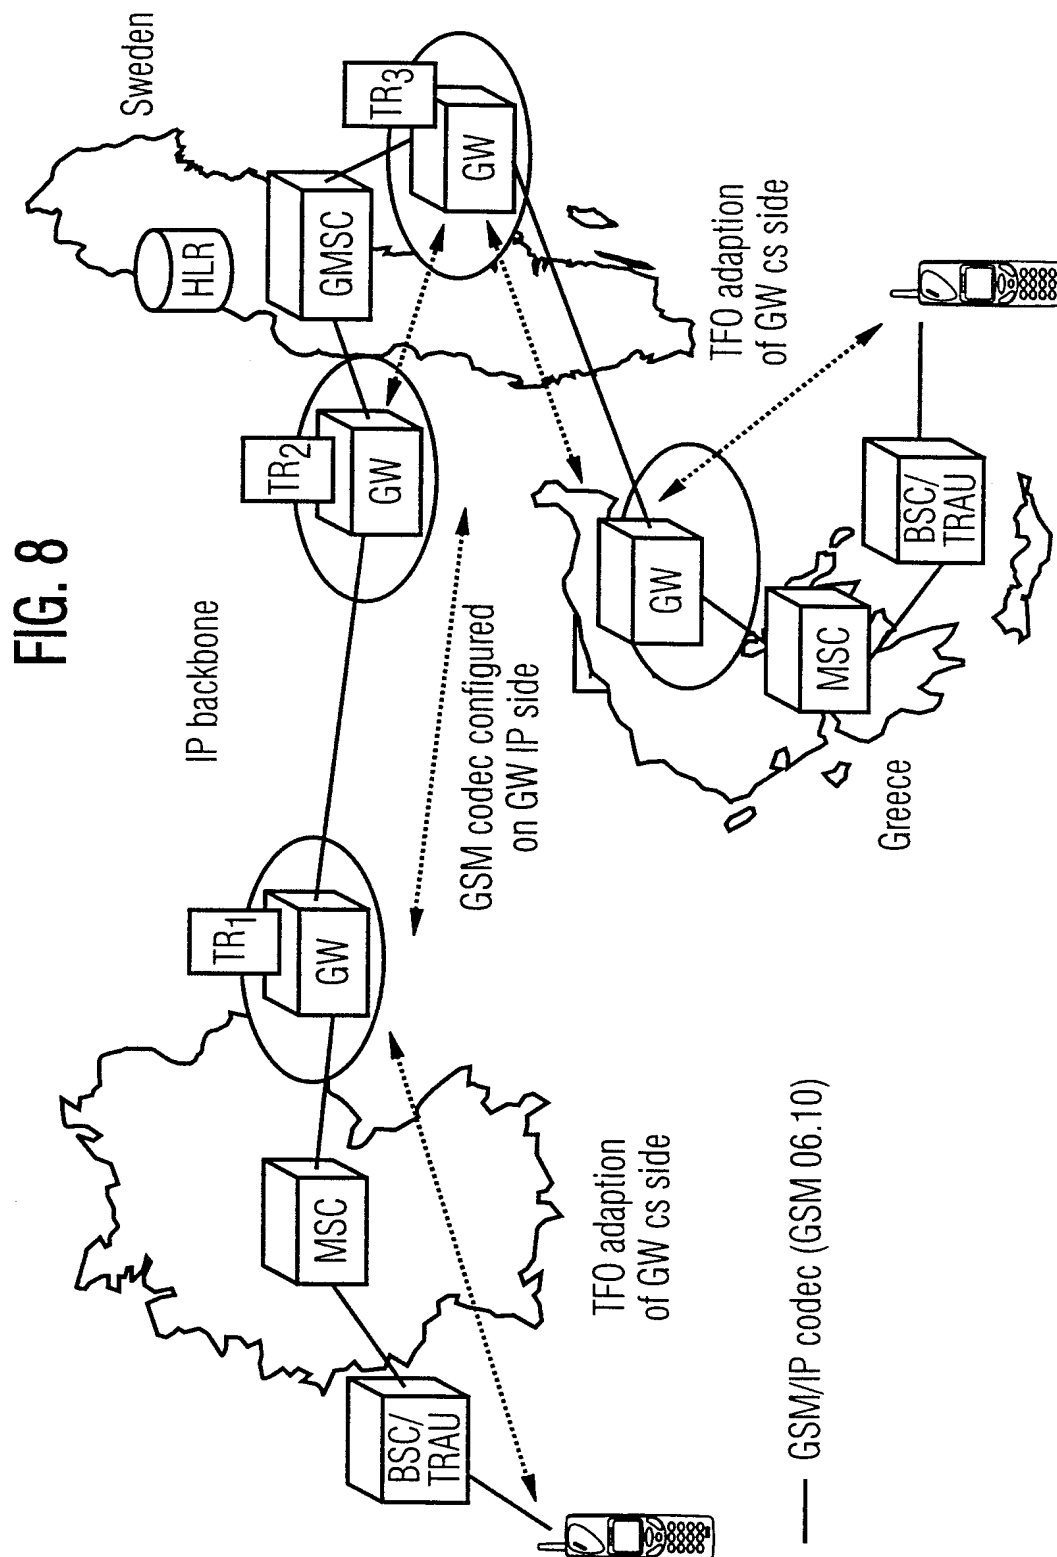 FIG. 8
IP backbone
Sweden
HLR
GMSC
TR1
GW
TR2
GW
TR3
GW
MSC
BSC/
TRAU
GSM codec configured
on GW IP side
TFO adaption
of GW cs side
TFO adaption
of GW cs side
GW
MSC
BSC/
TRAU
Greece
GSM/IP codec (GSM 06.10)